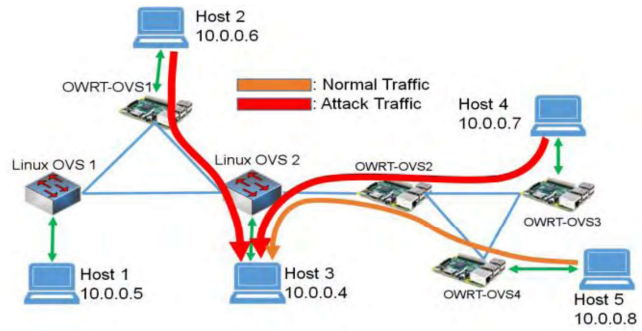 Host 2
10.0.0.6
OWRT-OVS1
: Normal Traffic
: Attack Traffic
Host 4
10.0.0.7
Linux OVS 1
Linux OVS 2
OWRT-OVS2
OWRT-OVS3
Host 1
10.0.0.5
Host 3
10.0.0.4
OWRT-OVS4
Host 5
10.0.0.8